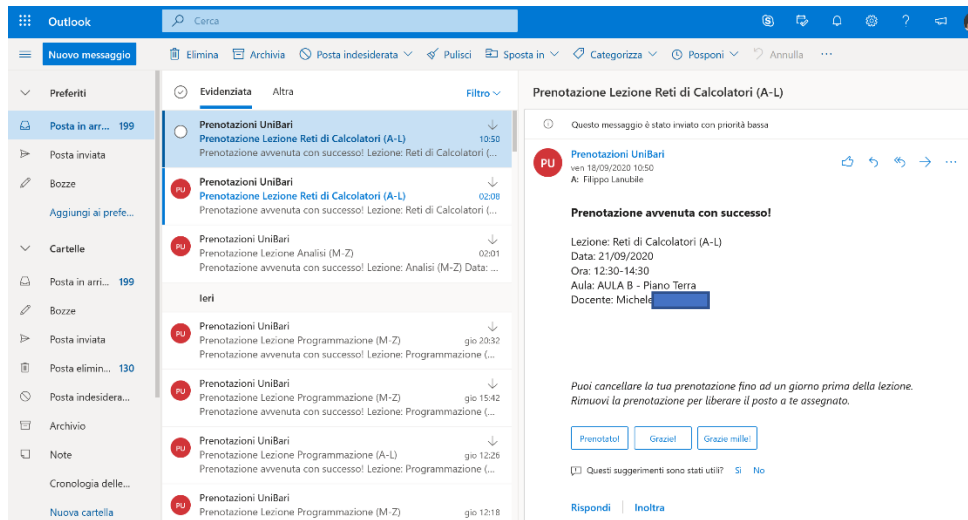 Outlook
Cerca
Nuovo messaggio
Elimina
Archivia
Posta indesiderata
Pulisci
Sposta in
Categorizza
Posponi
Annulla
Preferiti
Posta in arr... 199
Posta inviata
Bozze
Aggiungi ai prefe...
Cartelle
Posta in arri... 199
Bozze
Posta inviata
Posta elimin... 130
Posta indesidera...
Archivio
Note
Cronologia delle...
Nuova cartella
Evidenziata Altra Filtro
Prenotazioni UniBari
Prenotazione Lezione Reti di Calcolatori (A-L) 10:50
Prenotazione avvenuta con successo! Lezione: Reti di Calcolatori (...
PU
Prenotazioni UniBari
Prenotazione Lezione Reti di Calcolatori (A-L) 02:08
Prenotazione avvenuta con successo! Lezione: Reti di Calcolatori (...
PU
Prenotazioni UniBari
Prenotazione Lezione Analisi (M-Z) 02:01
Prenotazione avvenuta con successo! Lezione: Analisi (M-Z) Data: ...
Ieri
PU
Prenotazioni UniBari
Prenotazione Lezione Programmazione (M-Z) gio 20:32
Prenotazione avvenuta con successo! Lezione: Programmazione (...
PU
Prenotazioni UniBari
Prenotazione Lezione Programmazione (M-Z) gio 15:42
Prenotazione avvenuta con successo! Lezione: Programmazione (...
PU
Prenotazioni UniBari
Prenotazione Lezione Programmazione (A-L) gio 12:26
Prenotazione avvenuta con successo! Lezione: Programmazione (...
PU
Prenotazioni UniBari
Prenotazione Lezione Programmazione (M-Z) gio 12:18
Prenotazione Lezione Reti di Calcolatori (A-L)
Questo messaggio è stato inviato con priorità bassa
PU
Prenotazioni UniBari
ven 18/09/2020 10:50
A: Filippo Lanubile
Prenotazione avvenuta con successo!
Lezione: Reti di Calcolatori (A-L)
Data: 21/09/2020
Ora: 12:30-14:30
Aula: AULA B - Piano Terra
Docente: Michele
Puoi cancellare la tua prenotazione fino ad un giorno prima della lezione.
Rimuovi la prenotazione per liberare il posto a te assegnato.
Prenotato! Grazie! Grazie mille!
Questi suggerimenti sono stati utili? Sì No
Rispondi Inoltra